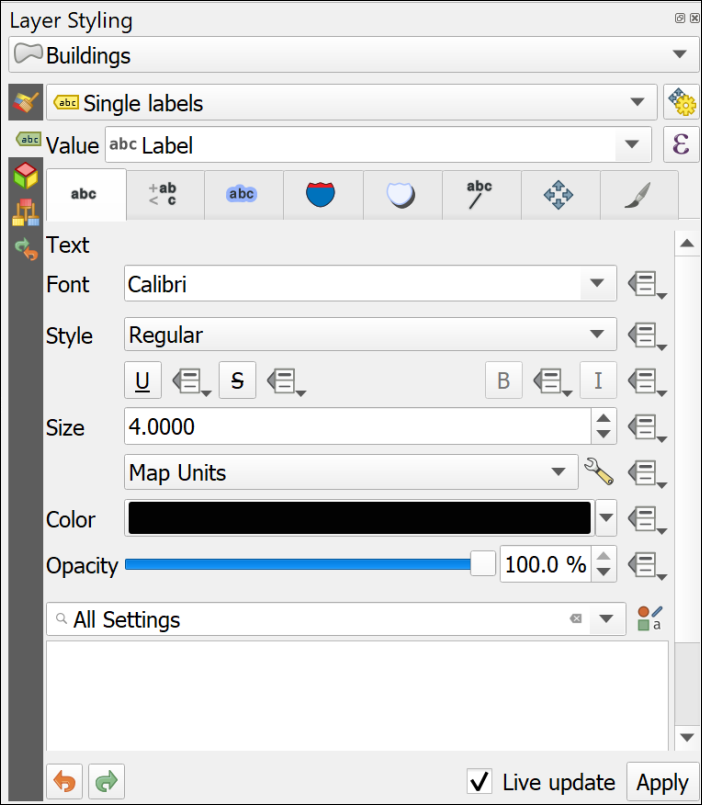 Layer Styling
Buildings
abc Single labels
abc
Value abc Label ε
abc +ab < c abc abc
Text
Font Calibri
Style Regular
U S B I
Size 4.0000
Map Units
Color
Opacity 100.0 %
All Settings a
Live update Apply